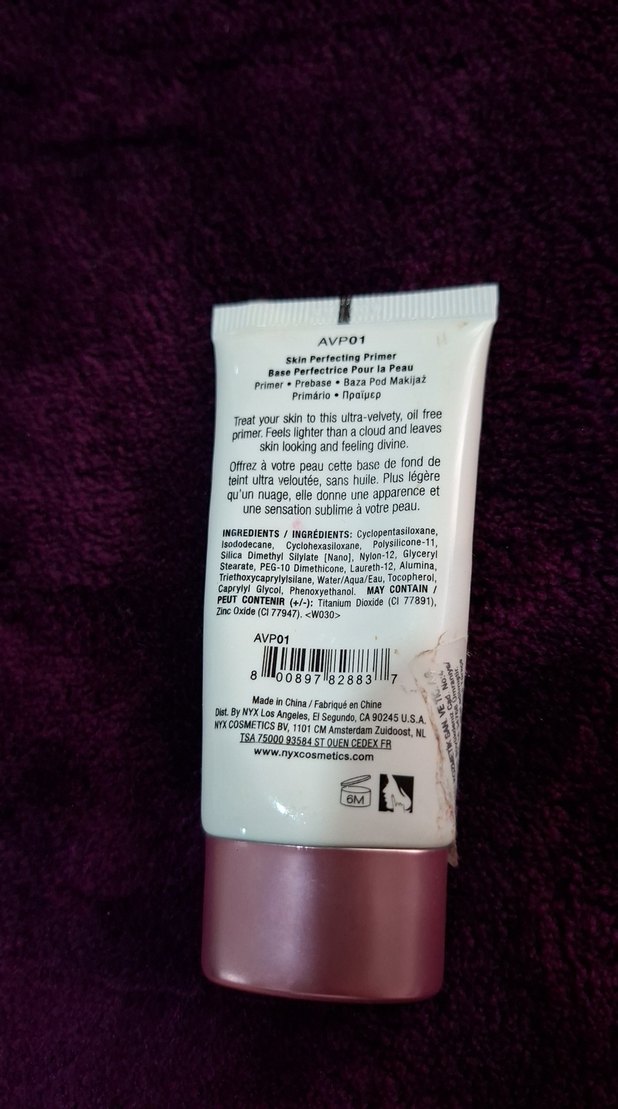 AVP01
Skin Perfecting Primer
Base Perfectrice Pour la Peau
Primer • Prebase • Baza Pod Makijaż
Primário • Πραϊμερ
Treat your skin to this ultra-velvety, oil free
primer. Feels lighter than a cloud and leaves
skin looking and feeling divine.
Offrez à votre peau cette base de fond de
teint ultra veloutée, sans huile. Plus légère
qu'un nuage, elle donne une apparence et
une sensation sublime à votre peau.
INGREDIENTS / INGRÉDIENTS: Cyclopentasiloxane,
Isododecane, Cyclohexasiloxane, Polysilicone-11,
Silica Dimethyl Silylate [Nano], Nylon-12, Glyceryl
Stearate, PEG-10 Dimethicone, Laureth-12, Alumina,
Triethoxycaprylylsilane, Water/Aqua/Eau, Tocopherol,
Caprylyl Glycol, Phenoxyethanol. MAY CONTAIN /
PEUT CONTENIR (+/-): Titanium Dioxide (CI 77891),
Zinc Oxide (CI 77947). <W030>
AVP01
8 00897 82883 7
Made in China / Fabriqué en Chine
Dist. By NYX Los Angeles, El Segundo, CA 90245 U.S.A.
NYX COSMETICS BV, 1101 CM Amsterdam Zuidoost, NL
TSA 75000 93584 ST OUEN CEDEX FR
www.nyxcosmetics.com
6M